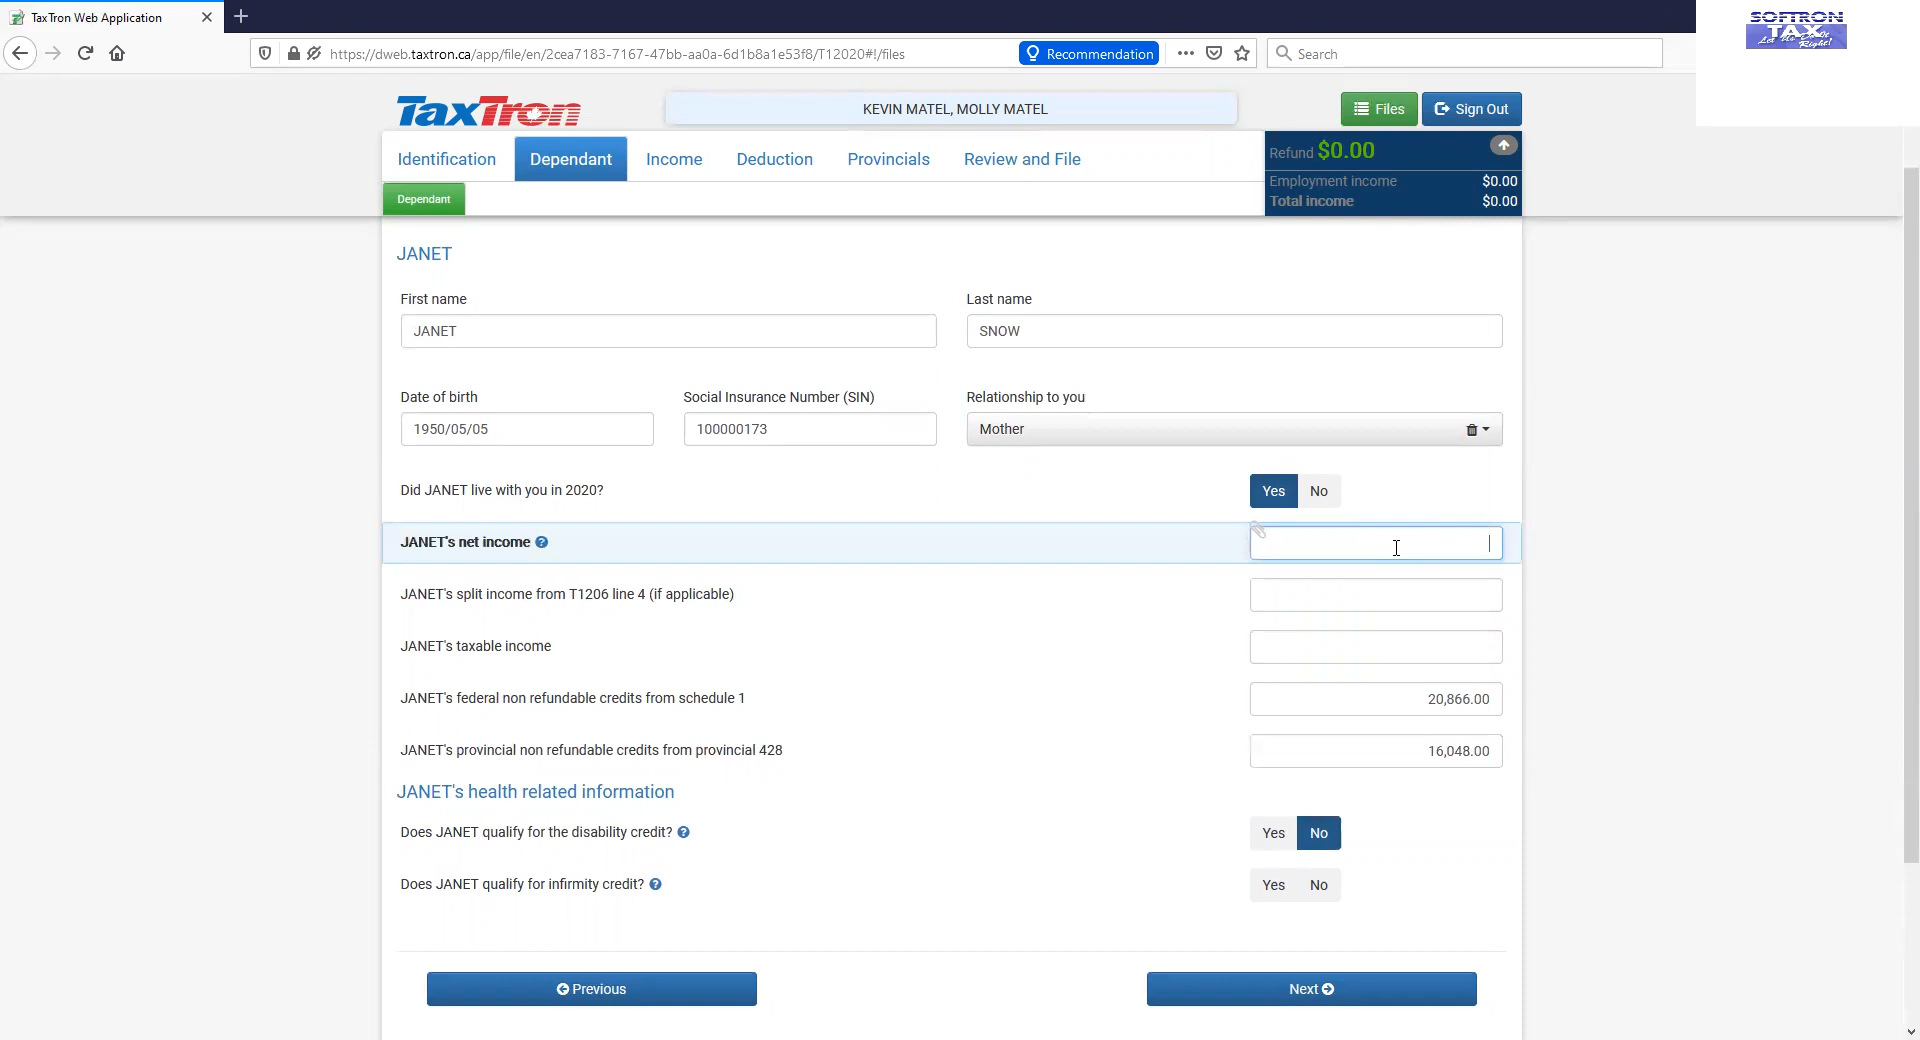 TaxTron Web Application
https://dweb.taxtron.ca/app/file/en/2cea7183-7167-47bb-aa0a-6d1b8a1e53f8/T12020#!/files
Recommendation
Search
SOFTRON
TAX
Let Us Do It
Right!
TaxTron
KEVIN MATEL, MOLLY MATEL
Files
Sign Out
Identification
Dependant
Income
Deduction
Provincials
Review and File
Refund $0.00
Employment income $0.00
Total income $0.00
Dependant
JANET
First name
Last name
JANET
SNOW
Date of birth
Social Insurance Number (SIN)
Relationship to you
1950/05/05
100000173
Mother
Did JANET live with you in 2020?
Yes No
JANET's net income
JANET's split income from T1206 line 4 (if applicable)
JANET's taxable income
JANET's federal non refundable credits from schedule 1
20,866.00
JANET's provincial non refundable credits from provincial 428
16,048.00
JANET's health related information
Does JANET qualify for the disability credit?
Yes No
Does JANET qualify for infirmity credit?
Yes No
Previous
Next